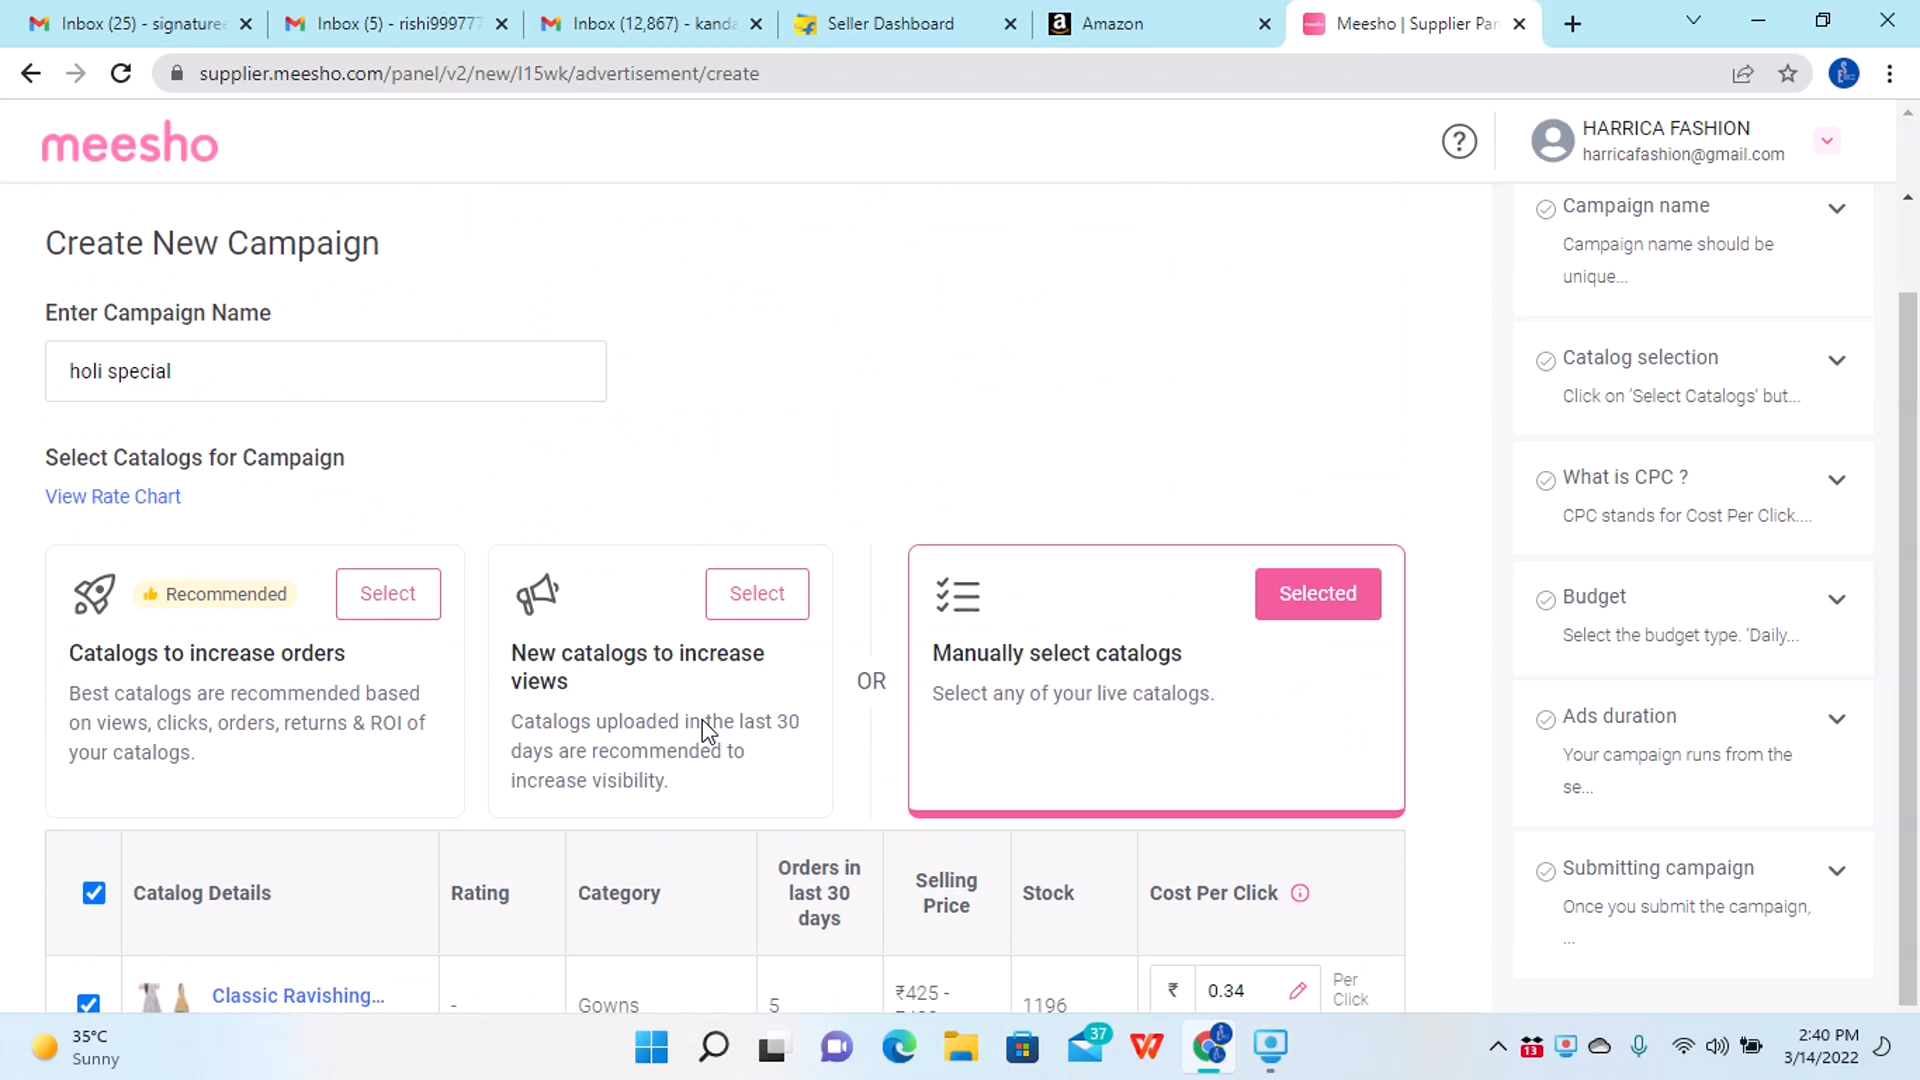 Inbox (25) - signature
Inbox (5) - rishi999777
Inbox (12,867) - kanda
Seller Dashboard
Amazon
Meesho | Supplier Pan
supplier.meesho.com/panel/v2/new/l15wk/advertisement/create
meesho
HARRICA FASHION
harricafashion@gmail.com
Create New Campaign
Enter Campaign Name
holi special
Select Catalogs for Campaign
View Rate Chart
Recommended
Select
Catalogs to increase orders
Best catalogs are recommended based
on views, clicks, orders, returns & ROI of
your catalogs.
Select
New catalogs to increase
views
Catalogs uploaded in the last 30
days are recommended to
increase visibility.
OR
Selected
Manually select catalogs
Select any of your live catalogs.
Catalog Details
Rating
Category
Orders in
last 30
days
Selling
Price
Stock
Cost Per Click
Classic Ravishing...
-
Gowns
5
₹425 -
1196
₹
0.34
Per
Click
Campaign name
Campaign name should be
unique...
Catalog selection
Click on 'Select Catalogs' but...
What is CPC ?
CPC stands for Cost Per Click....
Budget
Select the budget type. 'Daily...
Ads duration
Your campaign runs from the
se...
Submitting campaign
Once you submit the campaign,
...
35°C
Sunny
37
13
2:40 PM
3/14/2022